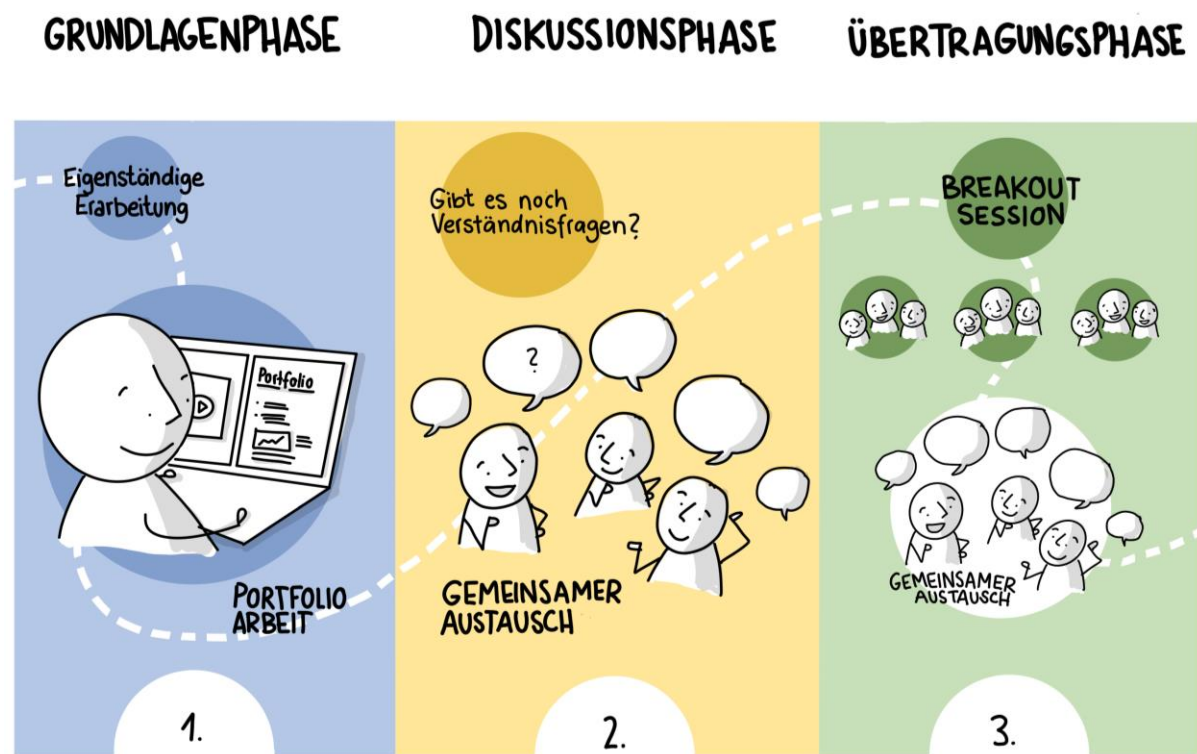 GRUNDLAGENPHASE
DISKUSSIONSPHASE
ÜBERTRAGUNGSPHASE
Eigenständige
Erarbeitung
Portfolio
PORTFOLIO
ARBEIT
1.
Gibt es noch
Verständnisfragen?
?
GEMEINSAMER
AUSTAUSCH
2.
BREAKOUT
SESSION
GEMEINSAMER
AUSTAUSCH
3.